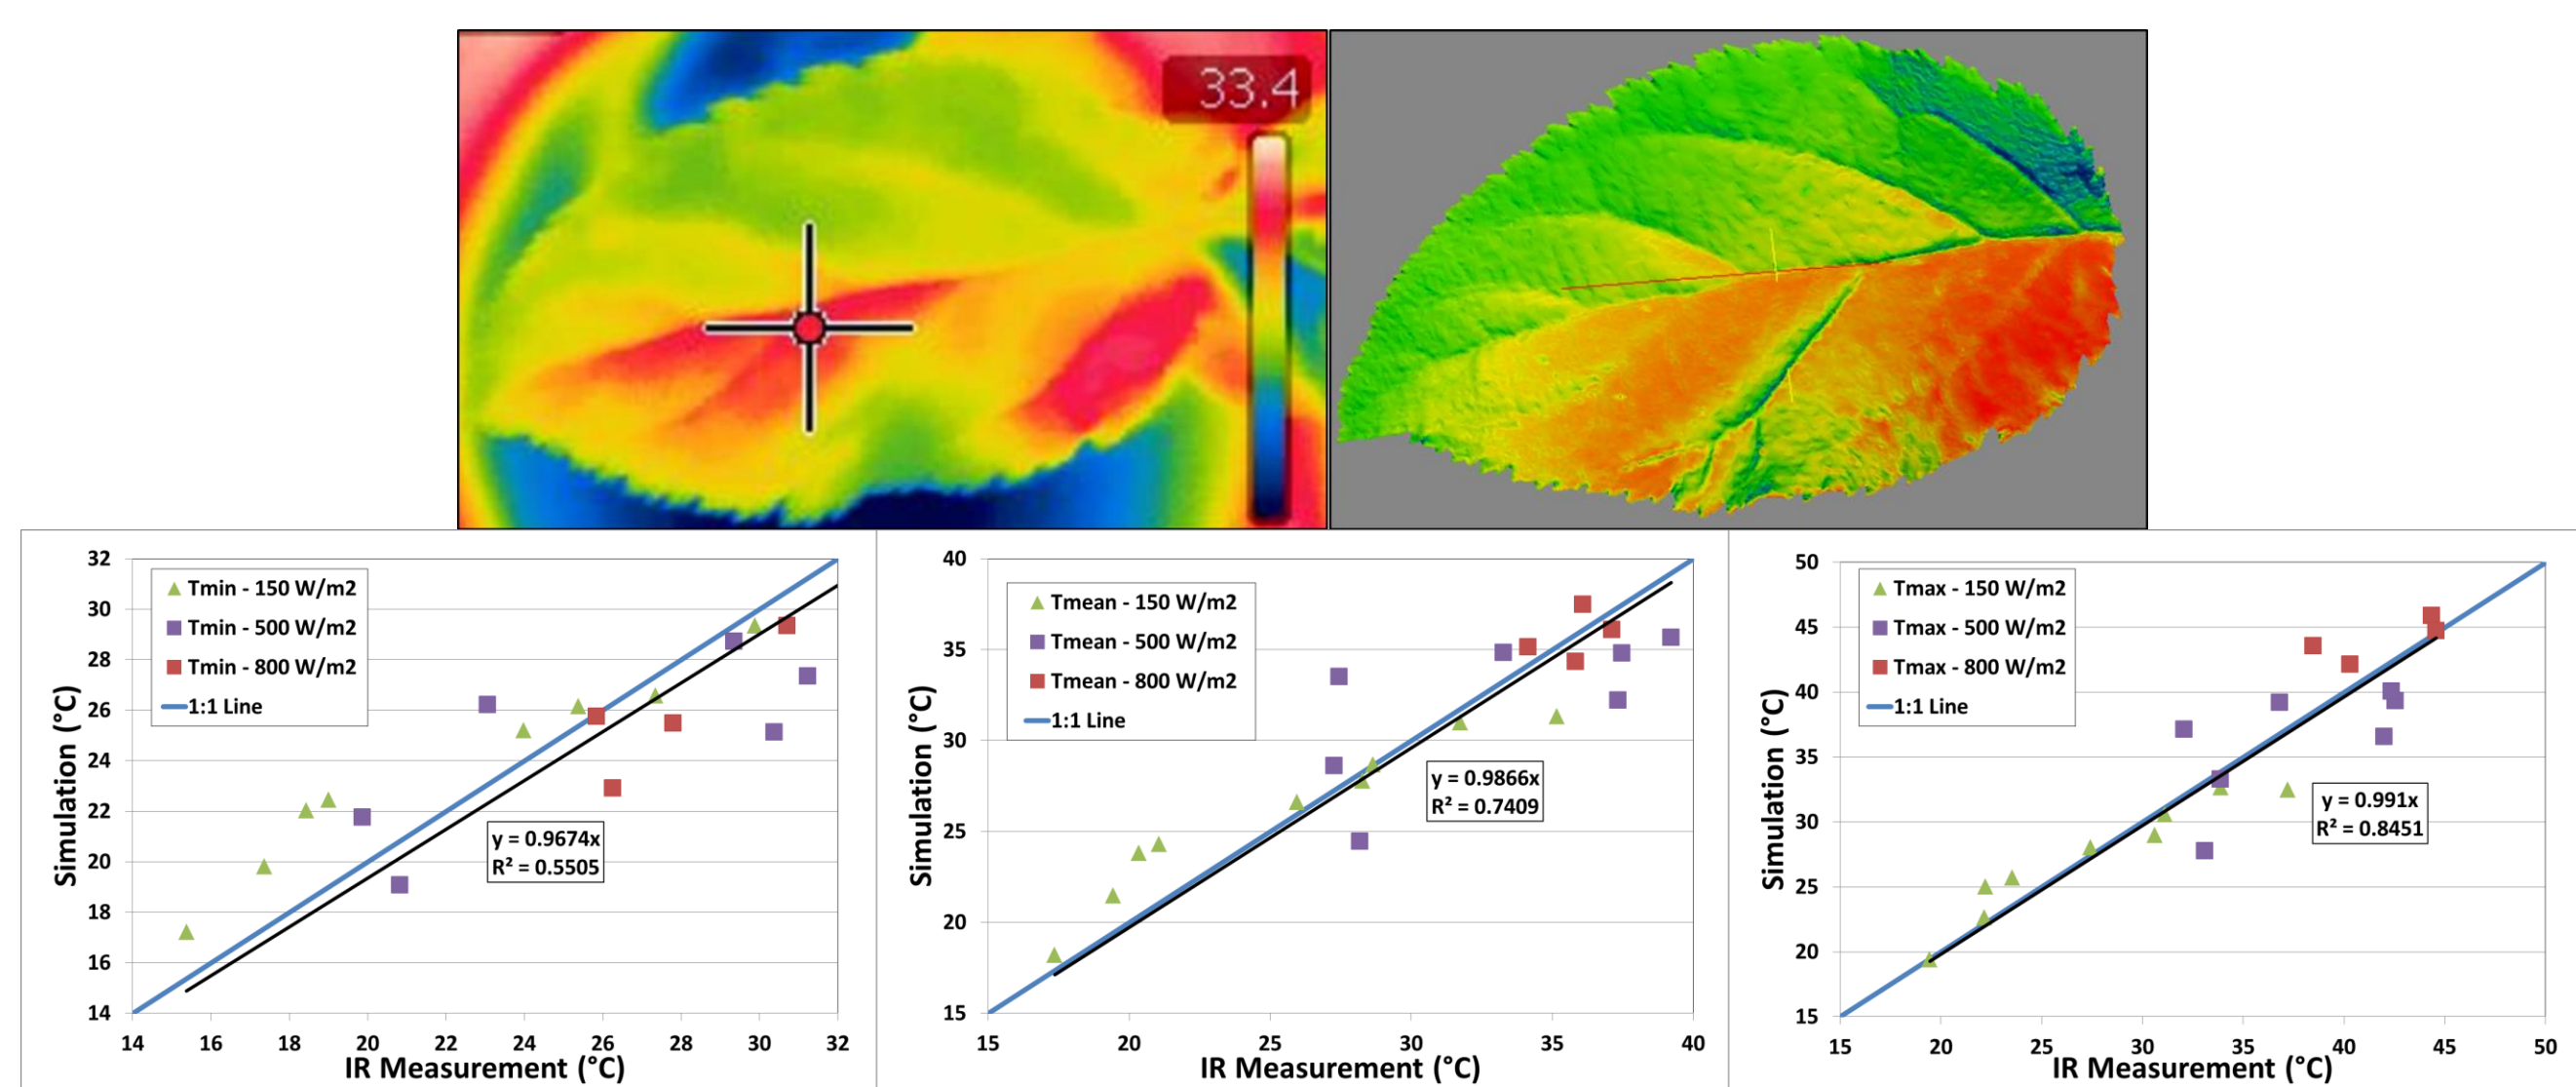 33.4
32
30
28
26
24
22
20
18
16
14
14 16 18 20 22 24 26 28 30 32
Simulation (°C)
IR Measurement (°C)
Tmin - 150 W/m2
Tmin - 500 W/m2
Tmin - 800 W/m2
1:1 Line
y = 0.9674x
R² = 0.5505
40
35
30
25
20
15
15 20 25 30 35 40
Simulation (°C)
IR Measurement (°C)
Tmean - 150 W/m2
Tmean - 500 W/m2
Tmean - 800 W/m2
1:1 Line
y = 0.9866x
R² = 0.7409
50
45
40
35
30
25
20
15
15 20 25 30 35 40 45 50
Simulation (°C)
IR Measurement (°C)
Tmax - 150 W/m2
Tmax - 500 W/m2
Tmax - 800 W/m2
1:1 Line
y = 0.991x
R² = 0.8451